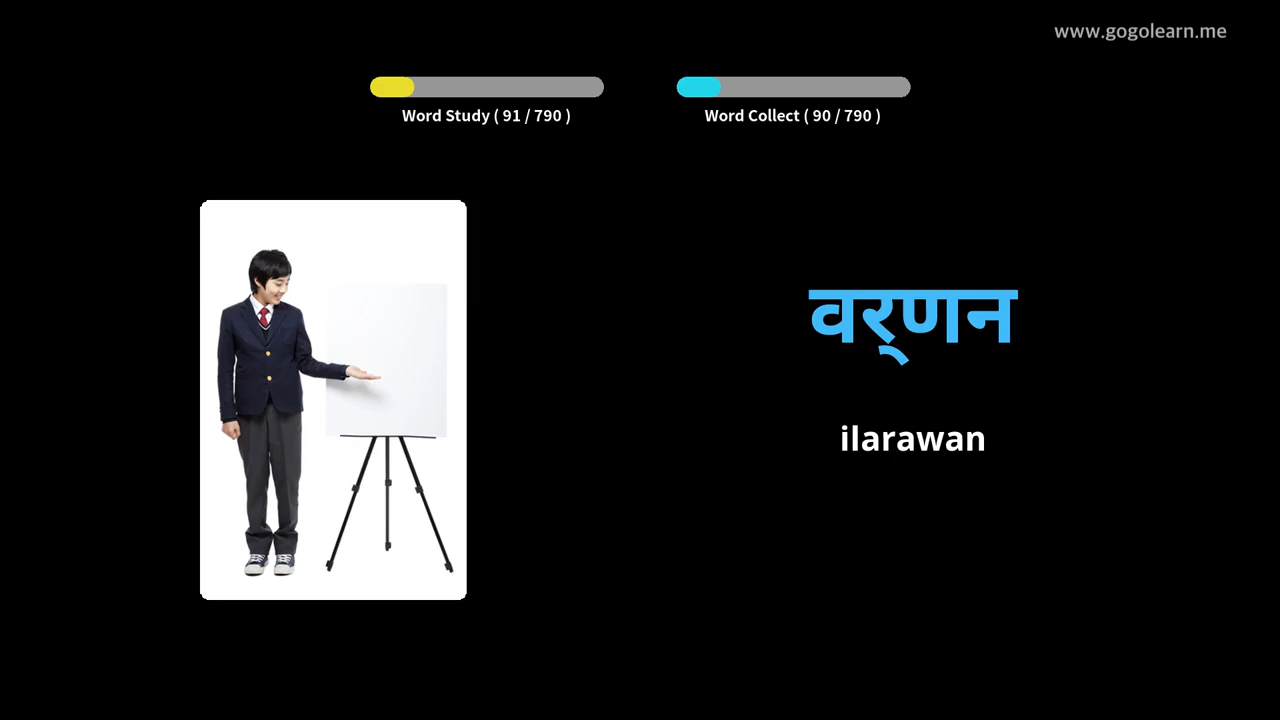 www.gogolearn.me
Word Study ( 91 / 790 )
Word Collect ( 90 / 790 )
वर्‌णन
ilarawan